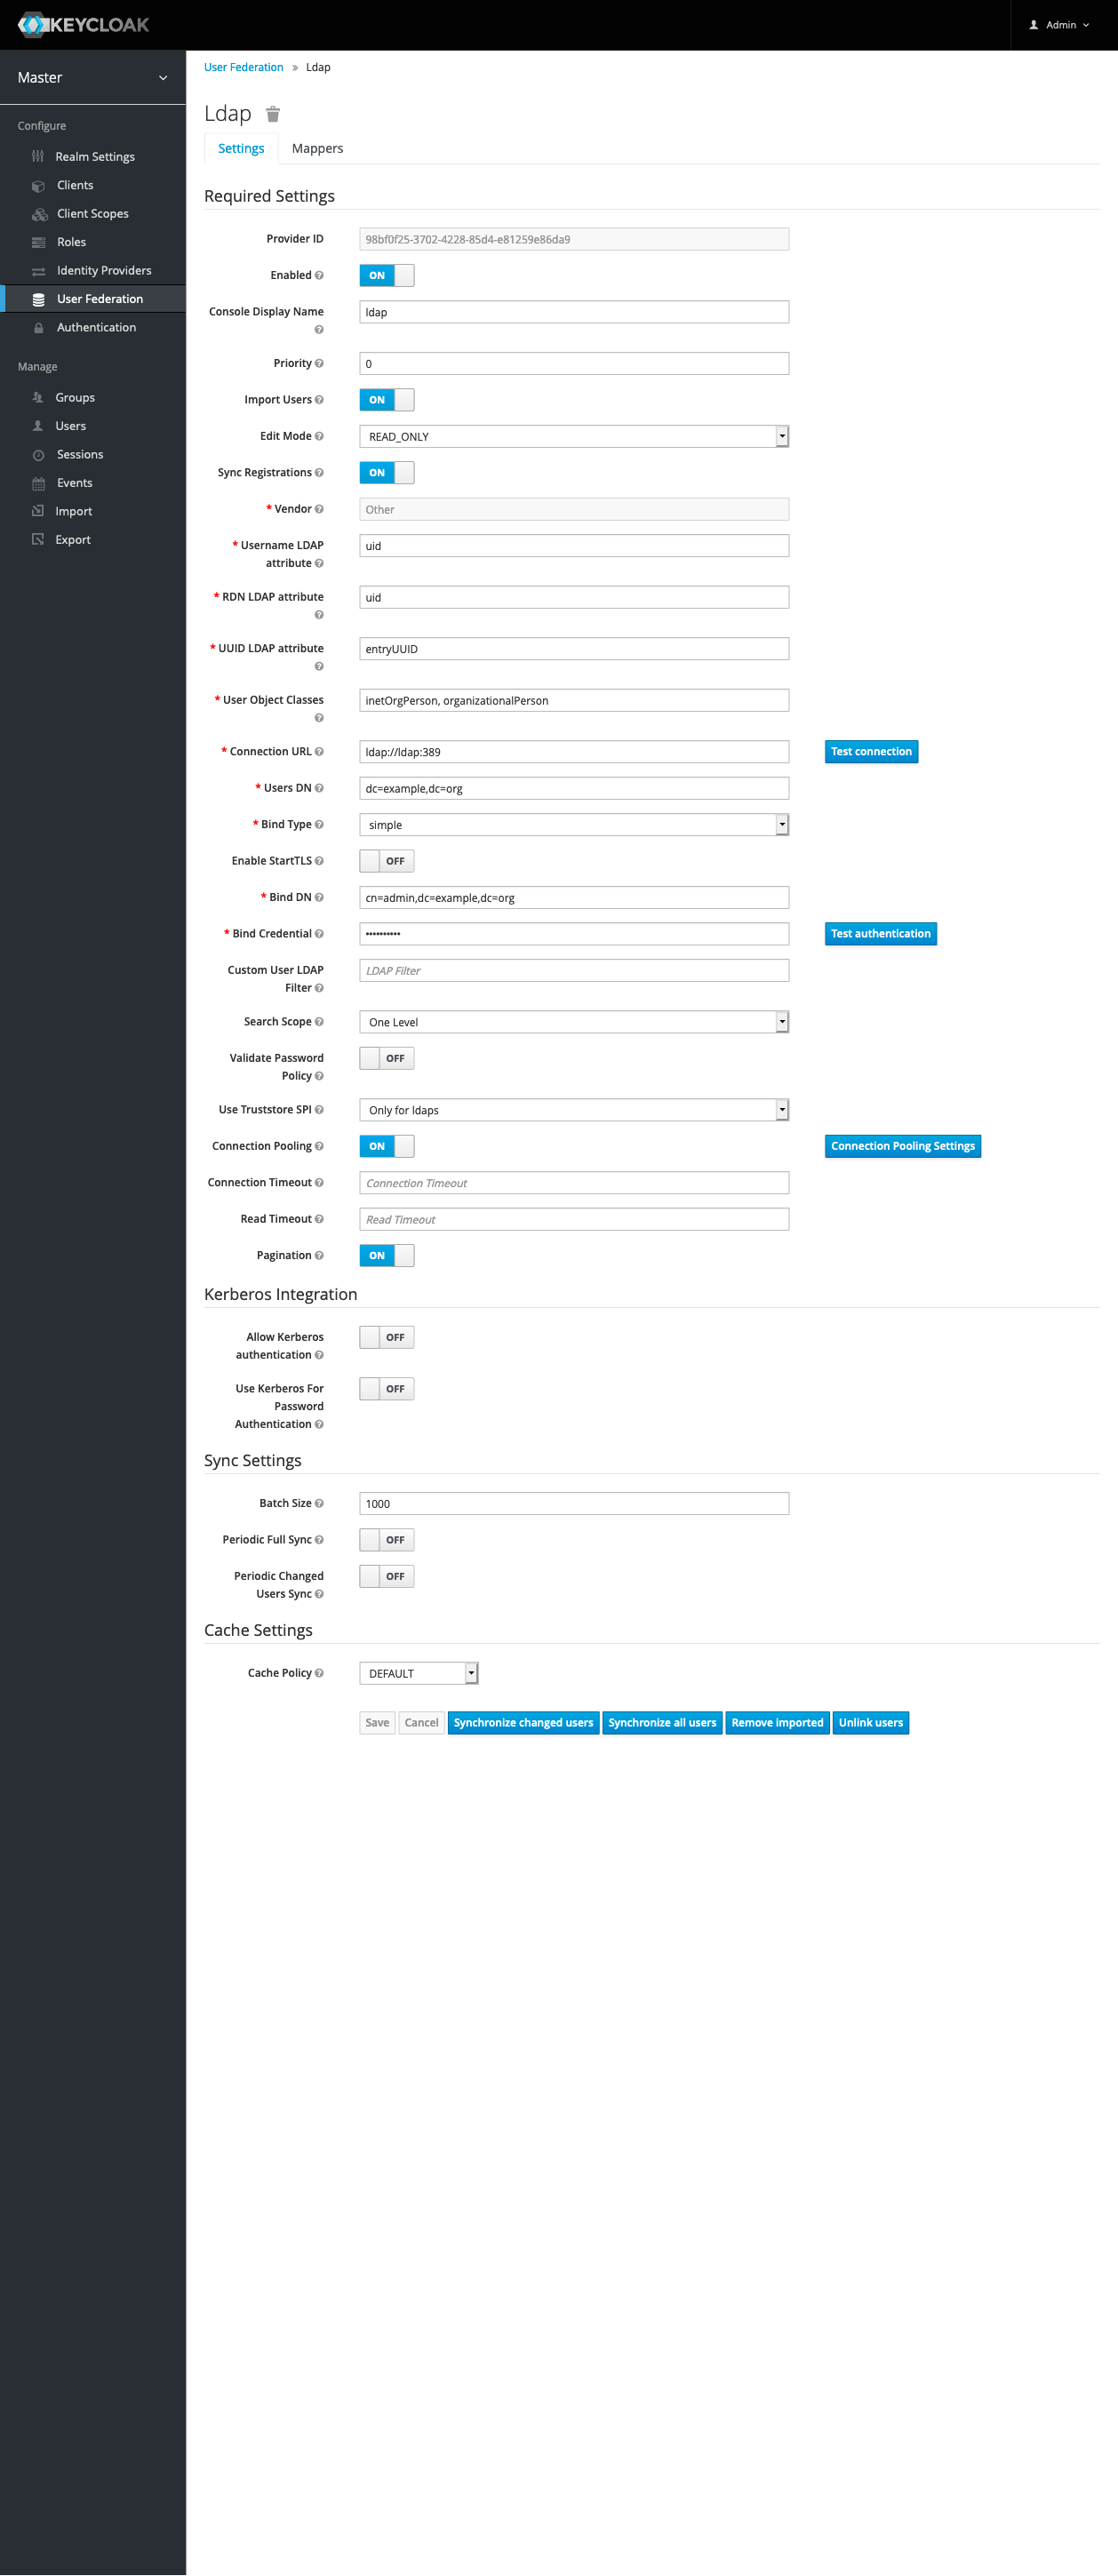 KEYCLOAK
Admin
Master
Configure
Realm Settings
Clients
Client Scopes
Roles
Identity Providers
User Federation
Authentication
Manage
Groups
Users
Sessions
Events
Import
Export
User Federation » Ldap
Ldap
Settings Mappers
Required Settings
Provider ID 98bf0f25-3702-4228-85d4-e81259e86da9
Enabled ON
Console Display Name ldap
Priority 0
Import Users ON
Edit Mode READ_ONLY
Sync Registrations ON
* Vendor Other
* Username LDAP uid
attribute
* RDN LDAP attribute uid
* UUID LDAP attribute entryUUID
* User Object Classes inetOrgPerson, organizationalPerson
* Connection URL ldap://ldap:389 Test connection
* Users DN dc=example,dc=org
* Bind Type simple
Enable StartTLS OFF
* Bind DN cn=admin,dc=example,dc=org
* Bind Credential •••••••••• Test authentication
Custom User LDAP LDAP Filter
Filter
Search Scope One Level
Validate Password OFF
Policy
Use Truststore SPI Only for ldaps
Connection Pooling ON Connection Pooling Settings
Connection Timeout Connection Timeout
Read Timeout Read Timeout
Pagination ON
Kerberos Integration
Allow Kerberos OFF
authentication
Use Kerberos For OFF
Password
Authentication
Sync Settings
Batch Size 1000
Periodic Full Sync OFF
Periodic Changed OFF
Users Sync
Cache Settings
Cache Policy DEFAULT
Save Cancel Synchronize changed users Synchronize all users Remove imported Unlink users